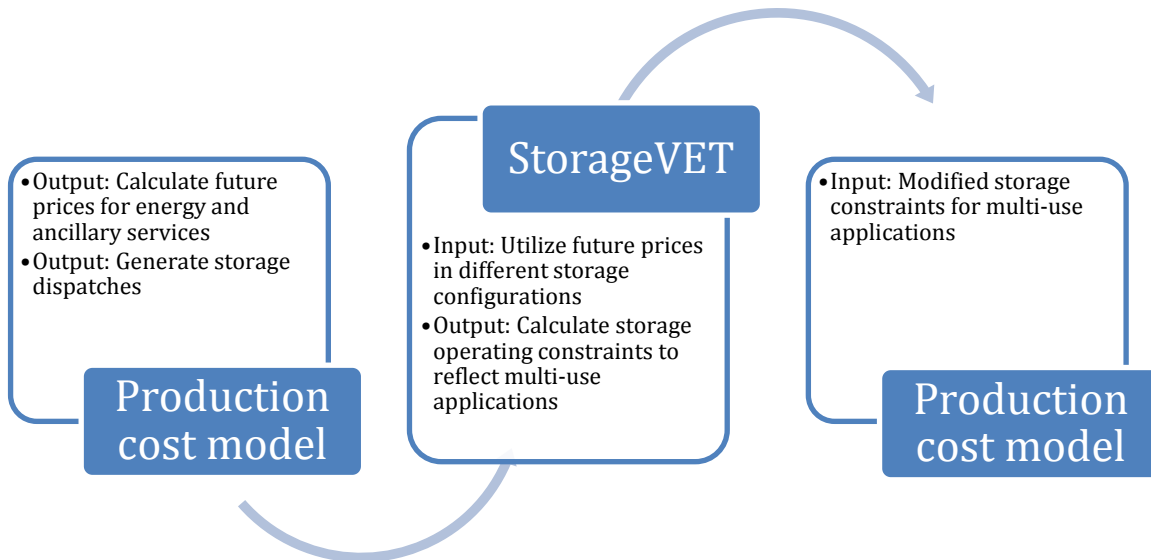 •Output: Calculate future
prices for energy and
ancillary services
•Output: Generate storage
dispatches
Production
cost model
StorageVET
•Input: Utilize future prices
in different storage
configurations
•Output: Calculate storage
operating constraints to
reflect multi-use
applications
•Input: Modified storage
constraints for multi-use
applications
Production
cost model